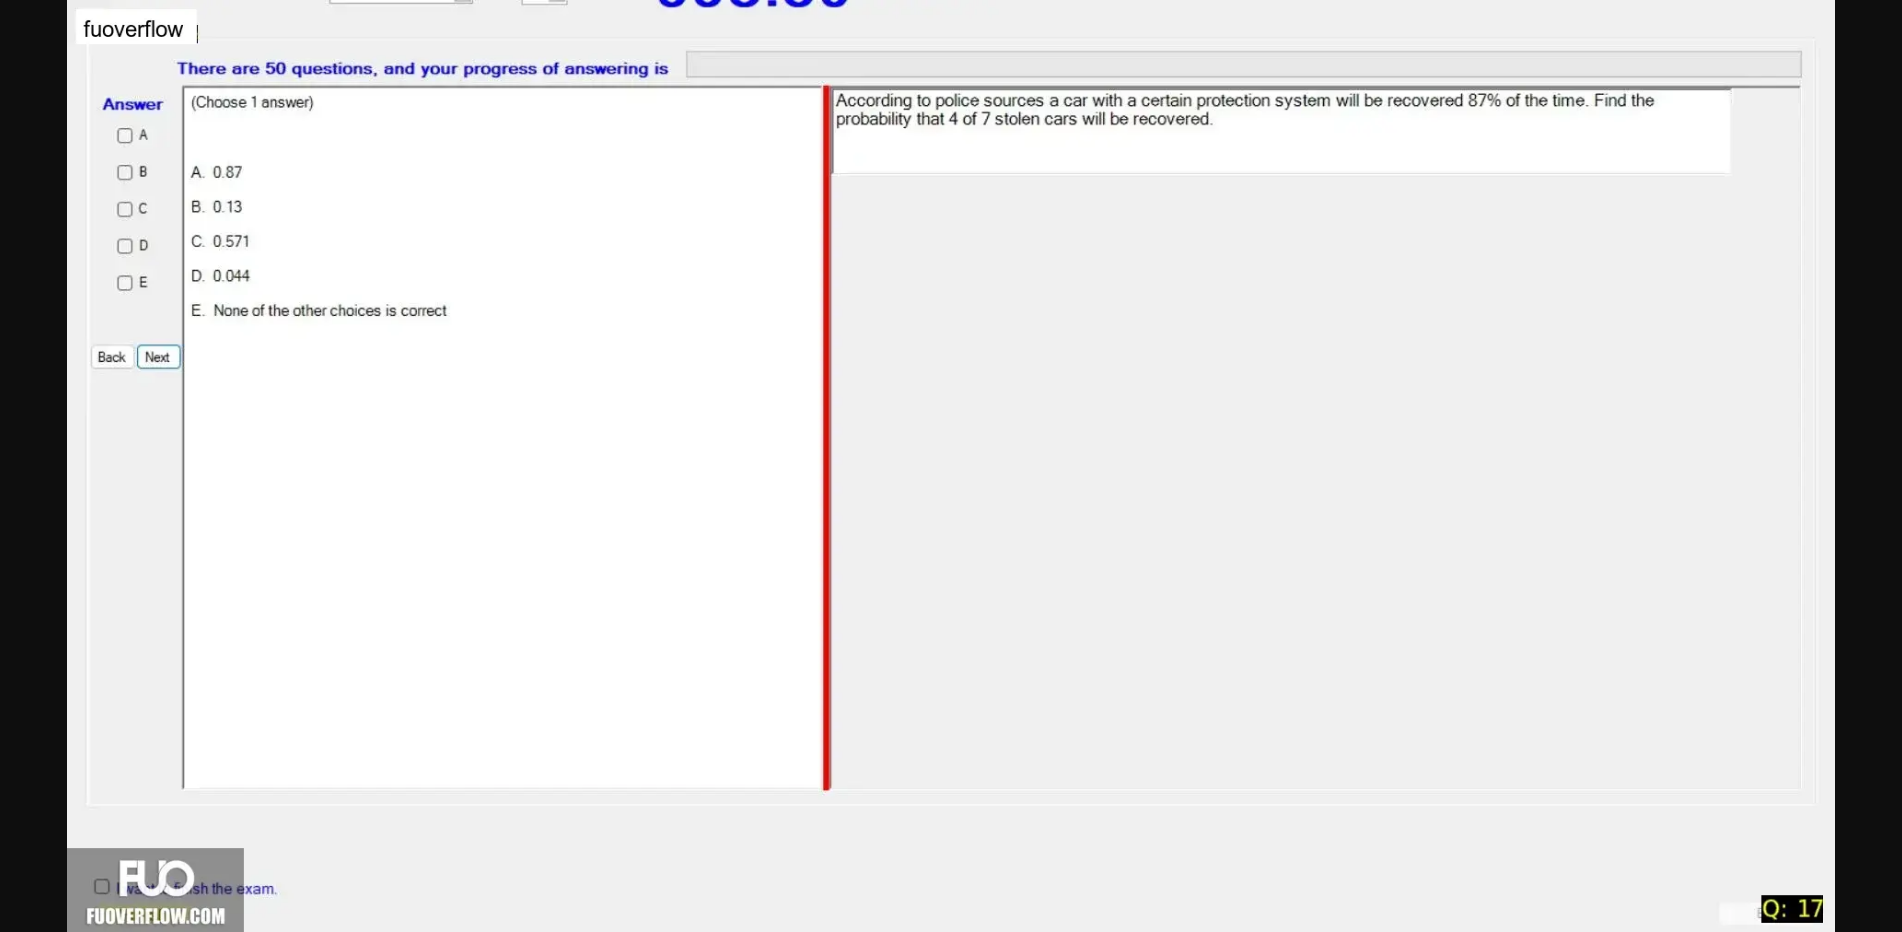 fuoverflow
There are 50 questions, and your progress of answering is
Answer
(Choose 1 answer)
A
B
C
D
E
A. 0.87
B. 0.13
C. 0.571
D. 0.044
E. None of the other choices is correct
Back Next
According to police sources a car with a certain protection system will be recovered 87% of the time. Find the
probability that 4 of 7 stolen cars will be recovered.
FUO
the exam.
FUOVERFLOW.COM
Q: 17